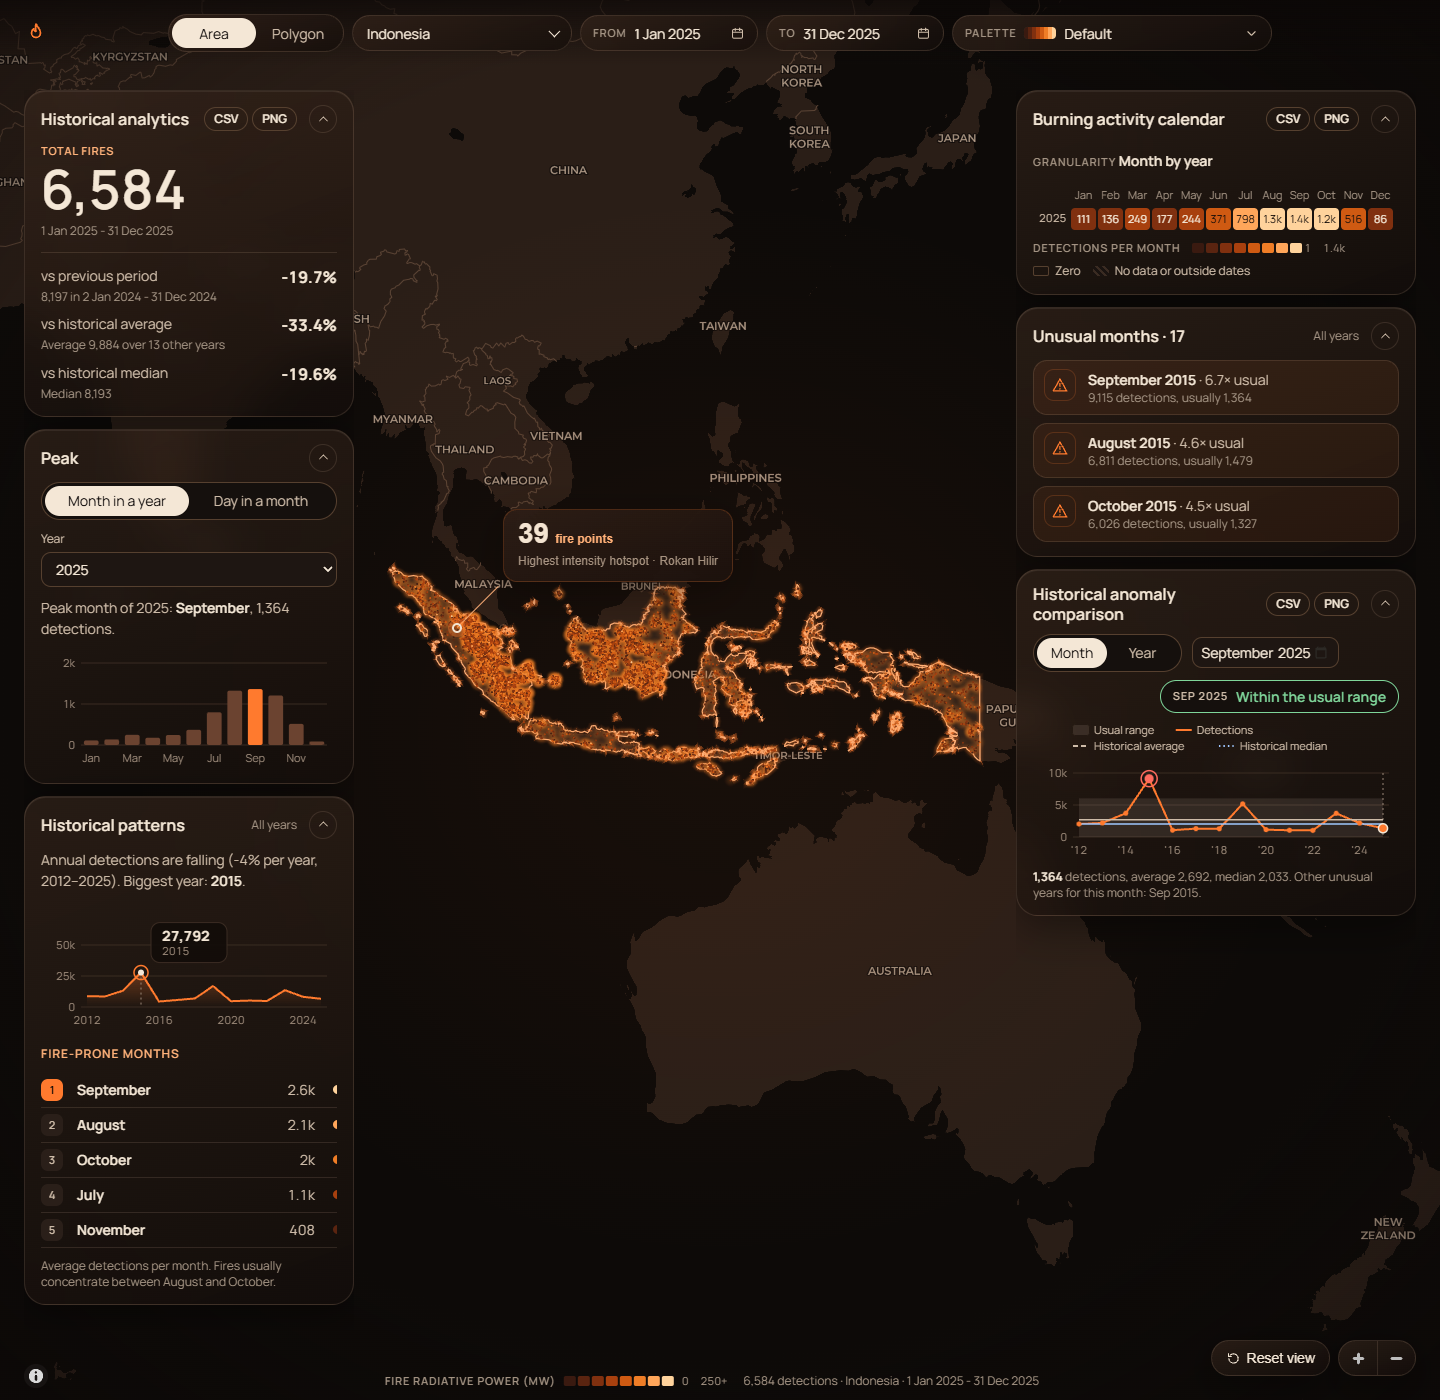 Area
Polygon
Indonesia
FROM 1 Jan 2025
TO 31 Dec 2025
PALETTE Default
Historical analytics
CSV
PNG
TOTAL FIRES
6,584
1 Jan 2025 - 31 Dec 2025
vs previous period
-19.7%
8,197 in 2 Jan 2024 - 31 Dec 2024
vs historical average
-33.4%
Average 9,884 over 13 other years
vs historical median
-19.6%
Median 8,193
Peak
Month in a year
Day in a month
Year
2025
Peak month of 2025: September, 1,364
detections.
2k
1k
0
Jan Mar May Jul Sep Nov
Historical patterns
All years
Annual detections are falling (-4% per year,
2012–2025). Biggest year: 2015.
27,792
2015
50k
25k
0
2012 2016 2020 2024
FIRE-PRONE MONTHS
1 September 2.6k
2 August 2.1k
3 October 2k
4 July 1.1k
5 November 408
Average detections per month. Fires usually
concentrate between August and October.
STAN
KYRGYZSTAN
GHAN
SH
CHINA
NORTH
KOREA
SOUTH
KOREA
JAPAN
TAIWAN
LAOS
MYANMAR
THAILAND
VIETNAM
CAMBODIA
PHILIPPINES
39 fire points
Highest intensity hotspot · Rokan Hilir
MALAYSIA
BRUNEI
DONESIA
TIMOR-LESTE
PAPU
GU
AUSTRALIA
NEW
ZEALAND
Burning activity calendar
CSV
PNG
GRANULARITY Month by year
Jan Feb Mar Apr May Jun Jul Aug Sep Oct Nov Dec
2025 111 136 249 177 244 371 798 1.3k 1.4k 1.2k 516 86
DETECTIONS PER MONTH 1 1.4k
Zero
No data or outside dates
Unusual months · 17
All years
September 2015 · 6.7× usual
9,115 detections, usually 1,364
August 2015 · 4.6× usual
6,811 detections, usually 1,479
October 2015 · 4.5× usual
6,026 detections, usually 1,327
Historical anomaly
comparison
CSV
PNG
Month
Year
September 2025
SEP 2025 Within the usual range
Usual range
Detections
Historical average
Historical median
10k
5k
0
'12 '14 '16 '18 '20 '22 '24
1,364 detections, average 2,692, median 2,033. Other unusual
years for this month: Sep 2015.
Reset view
+
−
FIRE RADIATIVE POWER (MW) 0 250+ 6,584 detections · Indonesia · 1 Jan 2025 - 31 Dec 2025